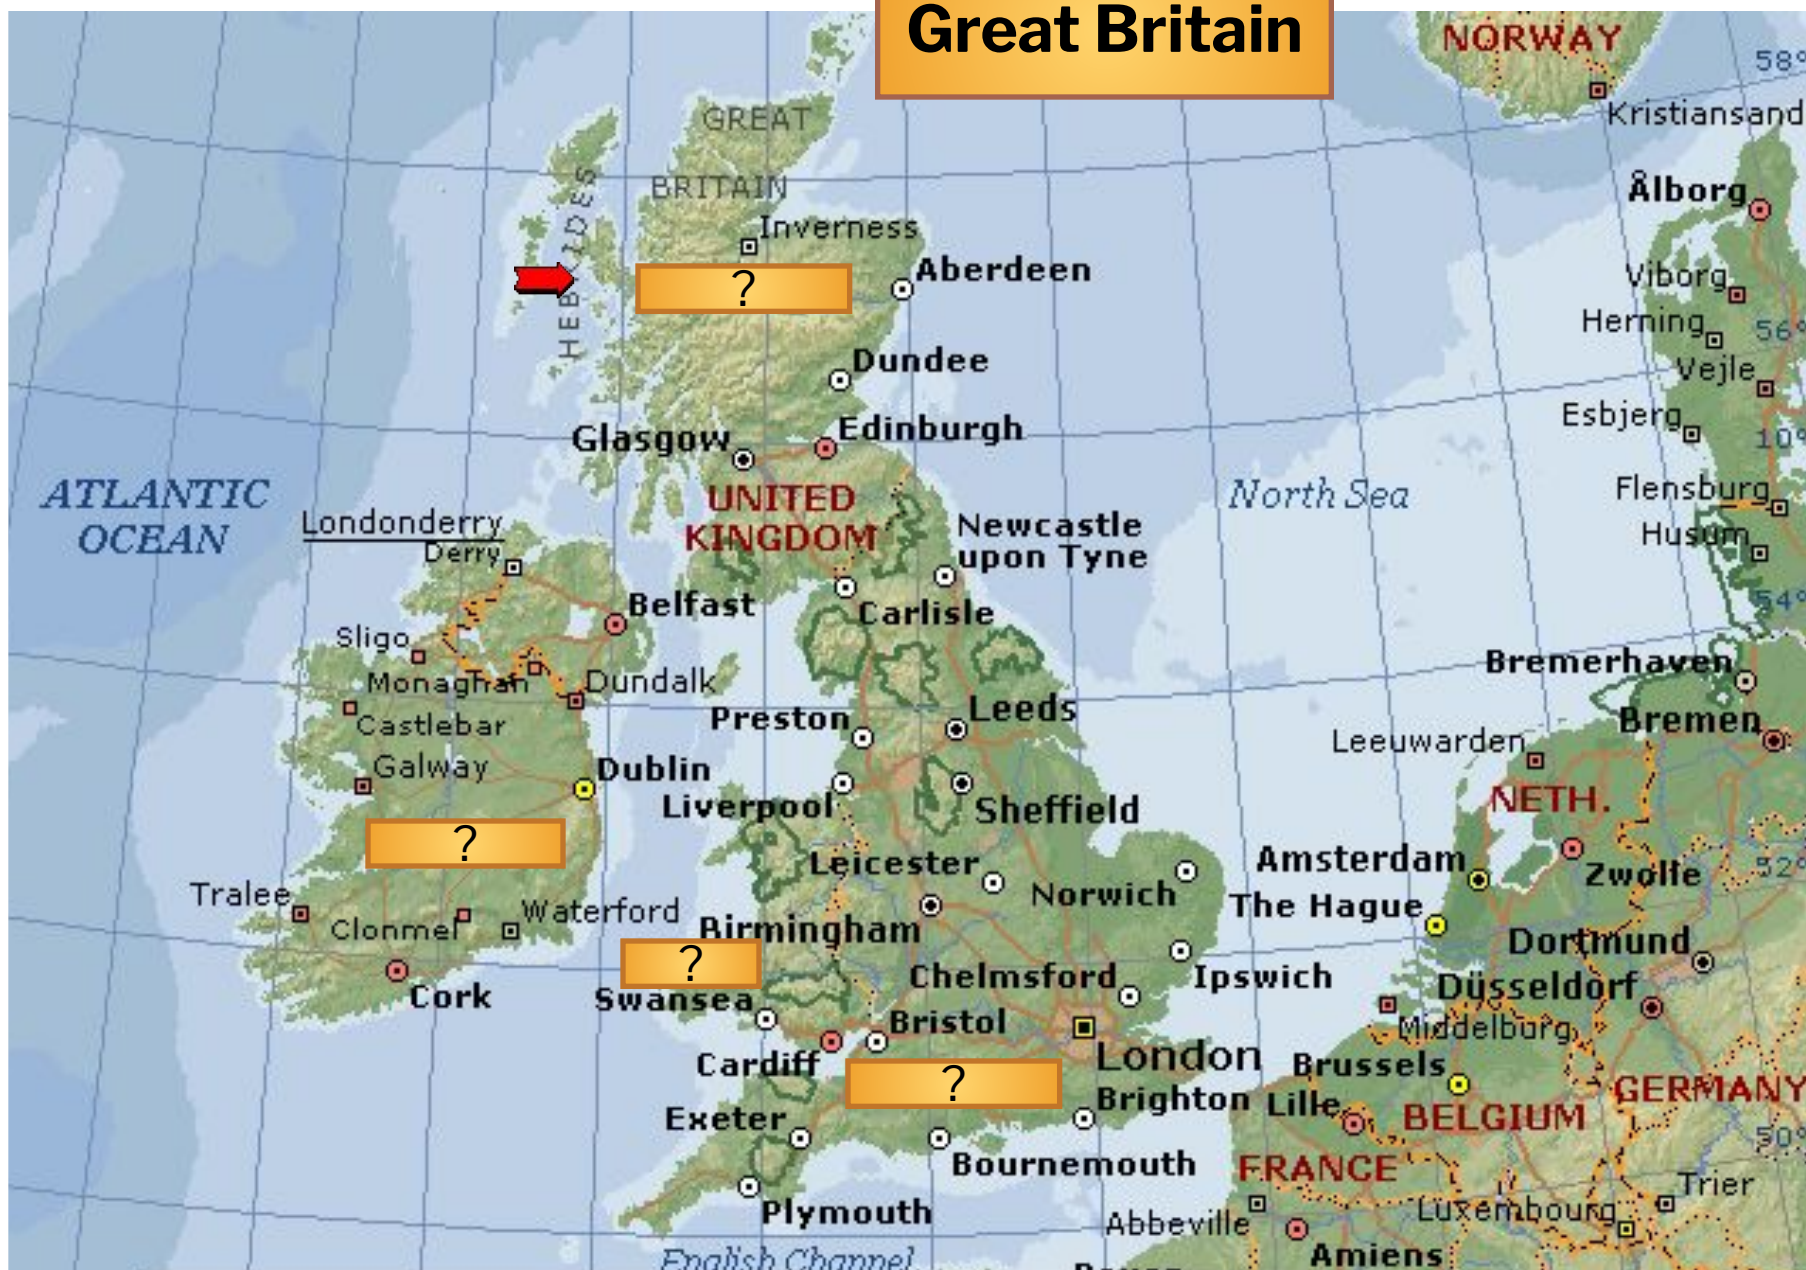 Great Britain
NORWAY
58°
Kristiansand
GREAT
BRITAIN
HEBRIDES
Inverness
Aberdeen
?
Ålborg
Viborg
Herning
56°
Vejle
Dundee
Esbjerg
10°
Glasgow
Edinburgh
ATLANTIC
OCEAN
UNITED
KINGDOM
North Sea
Flensburg
Husum
Londonderry
Derry
Newcastle
upon Tyne
Belfast
Carlisle
54°
Sligo
Monaghan
Dundalk
Bremerhaven
Castlebar
Preston
Leeds
Bremen
Leeuwarden
Galway
Dublin
Liverpool
Sheffield
NETH.
?
Leicester
Norwich
Amsterdam
Zwolle
52°
Tralee
Clonmel
Waterford
Birmingham
The Hague
Dortmund
?
Cork
Swansea
Chelmsford
Ipswich
Düsseldorf
Middelburg
Bristol
Cardiff
London
Brussels
?
Brighton
Lille
BELGIUM
GERMANY
Exeter
Bournemouth
FRANCE
50°
Plymouth
Abbeville
Luxembourg
Trier
English Channel
Amiens